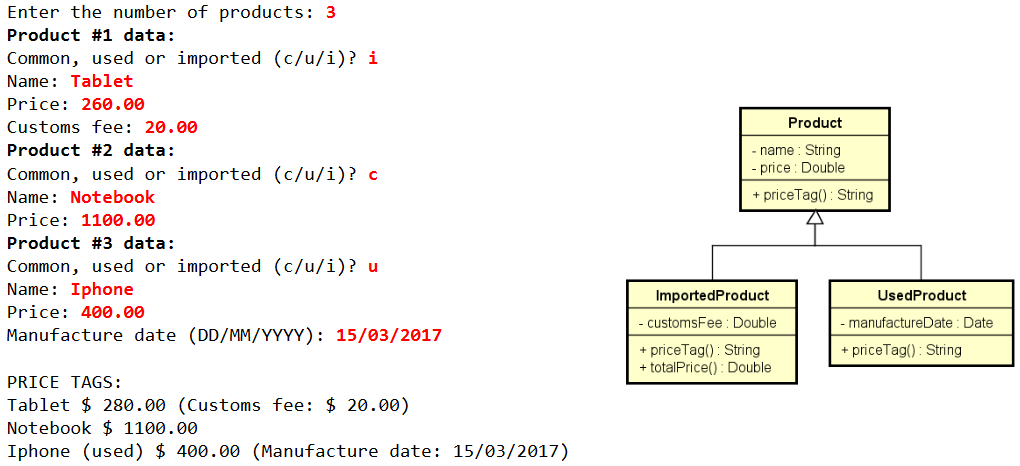 Enter the number of products: 3
Product #1 data:
Common, used or imported (c/u/i)? i
Name: Tablet
Price: 260.00
Customs fee: 20.00
Product #2 data:
Common, used or imported (c/u/i)? c
Name: Notebook
Price: 1100.00
Product #3 data:
Common, used or imported (c/u/i)? u
Name: Iphone
Price: 400.00
Manufacture date (DD/MM/YYYY): 15/03/2017
PRICE TAGS:
Tablet $ 280.00 (Customs fee: $ 20.00)
Notebook $ 1100.00
Iphone (used) $ 400.00 (Manufacture date: 15/03/2017)
Product
- name : String
- price : Double
+ priceTag() : String
ImportedProduct
- customsFee : Double
+ priceTag() : String
+ totalPrice() : Double
UsedProduct
- manufactureDate : Date
+ priceTag() : String